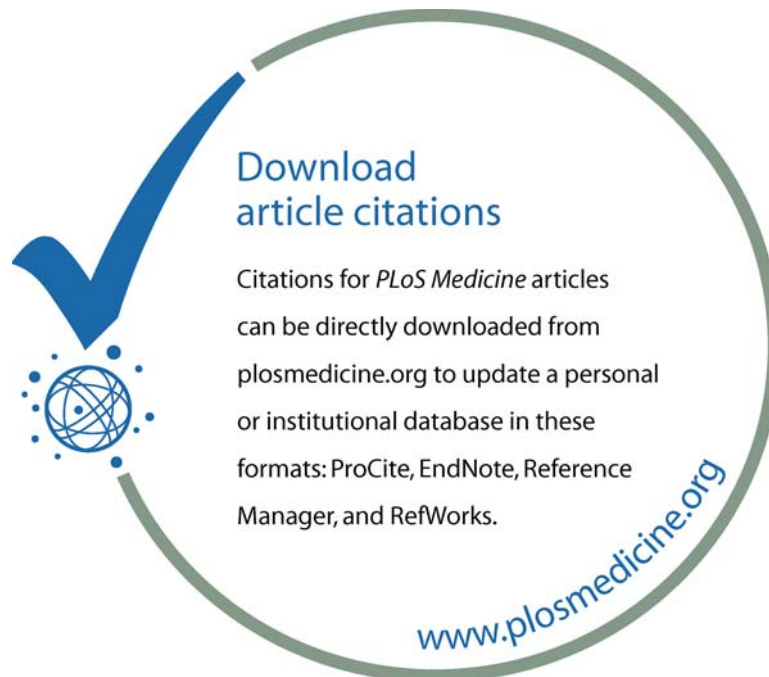 Download
article citations
Citations for PLoS Medicine articles
can be directly downloaded from
plosmedicine.org to update a personal
or institutional database in these
formats: ProCite, EndNote, Reference
Manager, and RefWorks.
www.plosmedicine.org